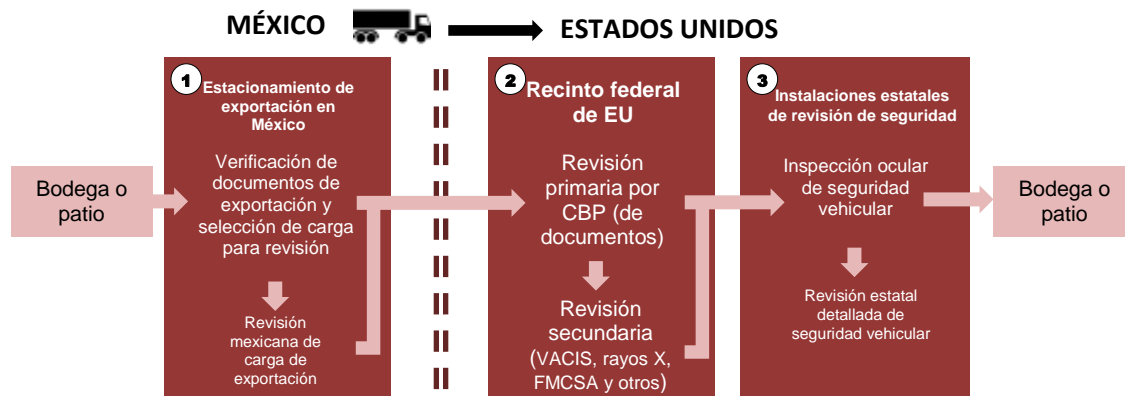 MÉXICO
ESTADOS UNIDOS
Bodega o
patio
1
Estacionamiento de
exportación en
México
Verificación de
documentos de
exportación y
selección de carga
para revisión
Revisión
mexicana de
carga de
exportación
2
Recinto federal
de EU
Revisión
primaria por
CBP (de
documentos)
Revisión
secundaria
(VACIS, rayos X,
FMCSA y otros)
3
Instalaciones estatales
de revisión de seguridad
Inspección ocular
de seguridad
vehicular
Revisión estatal
detallada de
seguridad vehicular
Bodega o
patio